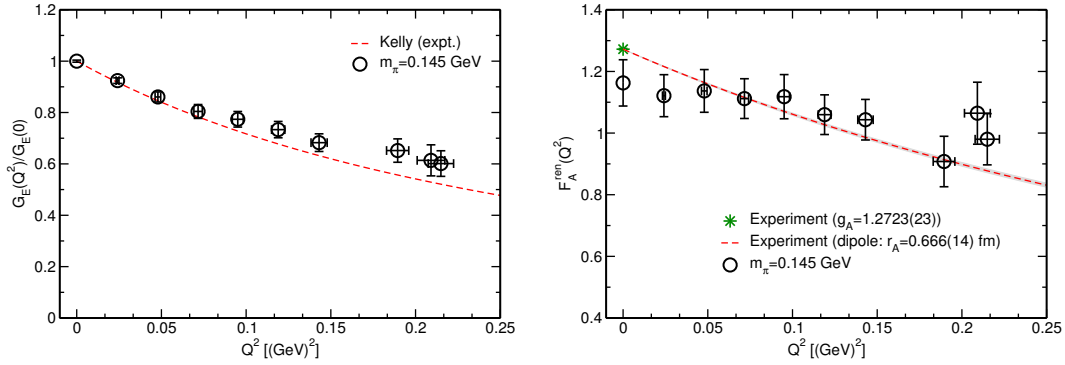 1.2
1
0.8
0.6
0.4
0.2
0
G_E(Q^2)/G_E(0)
Kelly (expt.)
m_π=0.145 GeV
0 0.05 0.1 0.15 0.2 0.25
Q^2 [(GeV)^2]
1.4
1.2
1
0.8
0.6
0.4
F_A^ren(Q^2)
Experiment (g_A=1.2723(23))
Experiment (dipole: r_A=0.666(14) fm)
m_π=0.145 GeV
0 0.05 0.1 0.15 0.2 0.25
Q^2 [(GeV)^2]